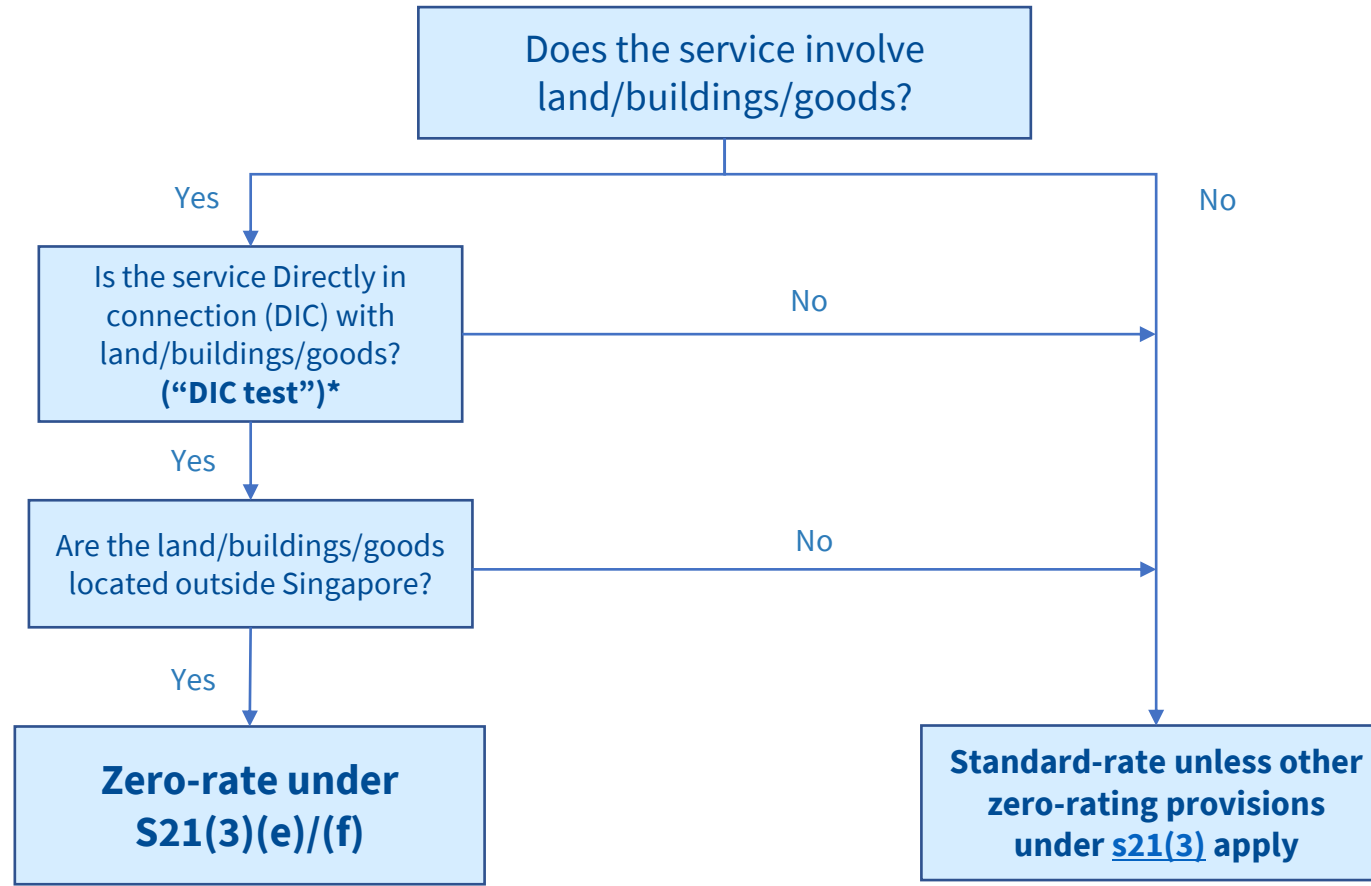 Does the service involve
land/buildings/goods?
Yes
No
Is the service Directly in
connection (DIC) with
land/buildings/goods?
(“DIC test”)*
No
Yes
Are the land/buildings/goods
located outside Singapore?
No
Yes
Zero-rate under
S21(3)(e)/(f)
Standard-rate unless other
zero-rating provisions
under s21(3) apply